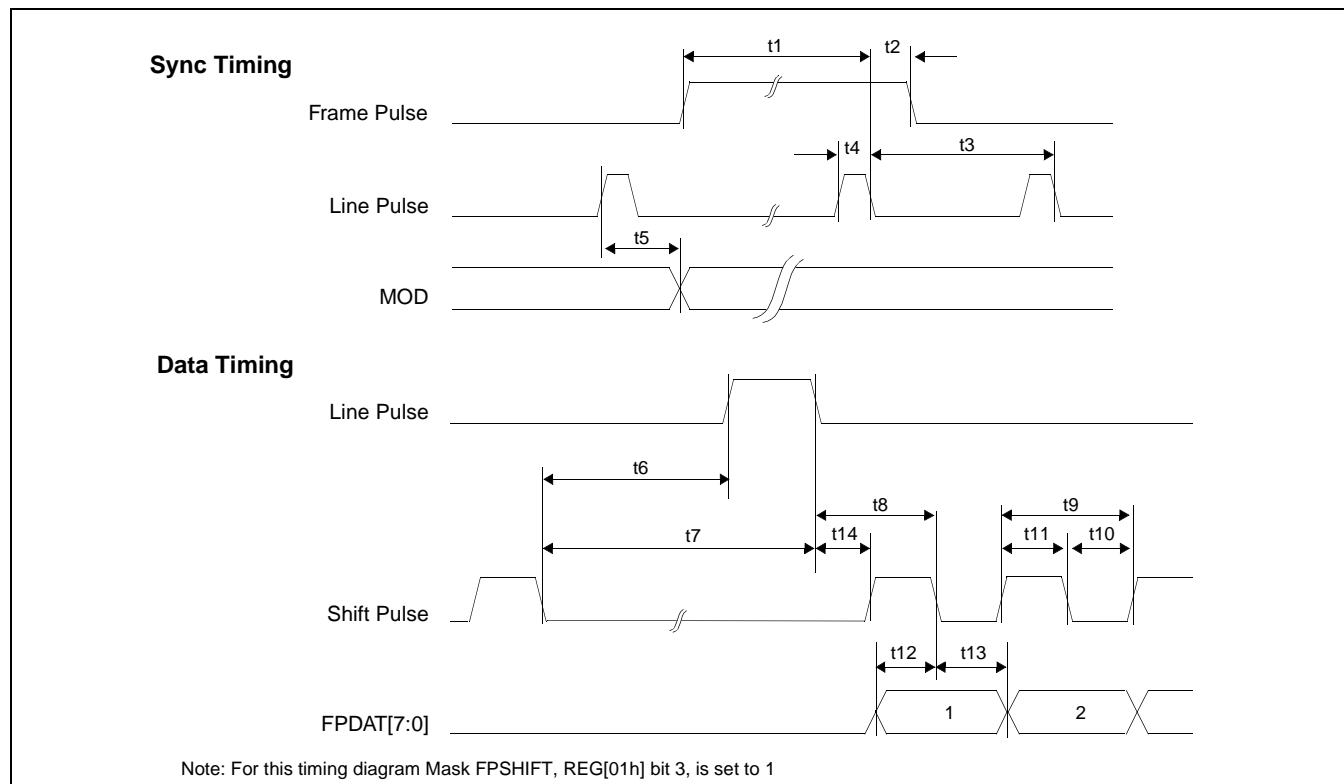 Sync Timing
t1
t2
Frame Pulse
t4
t3
Line Pulse
t5
MOD
Data Timing
Line Pulse
t6
t8
t9
t7
t14
t11
t10
Shift Pulse
t12
t13
FPDAT[7:0]
1
2
Note: For this timing diagram Mask FPSHIFT, REG[01h] bit 3, is set to 1